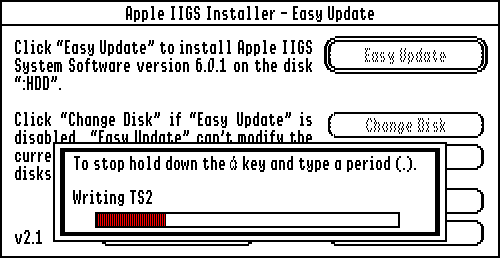 Apple IIGS Installer - Easy Update
Click “Easy Update” to install Apple IIGS
System Software version 6.0.1 on the disk
“:HDD”.
Easy Update
Click “Change Disk” if “Easy Update” is
disabled. “Easy Update” can't modify the
curre
disks
Change Disk
To stop hold down the  key and type a period (.).
Writing TS2
v2.1